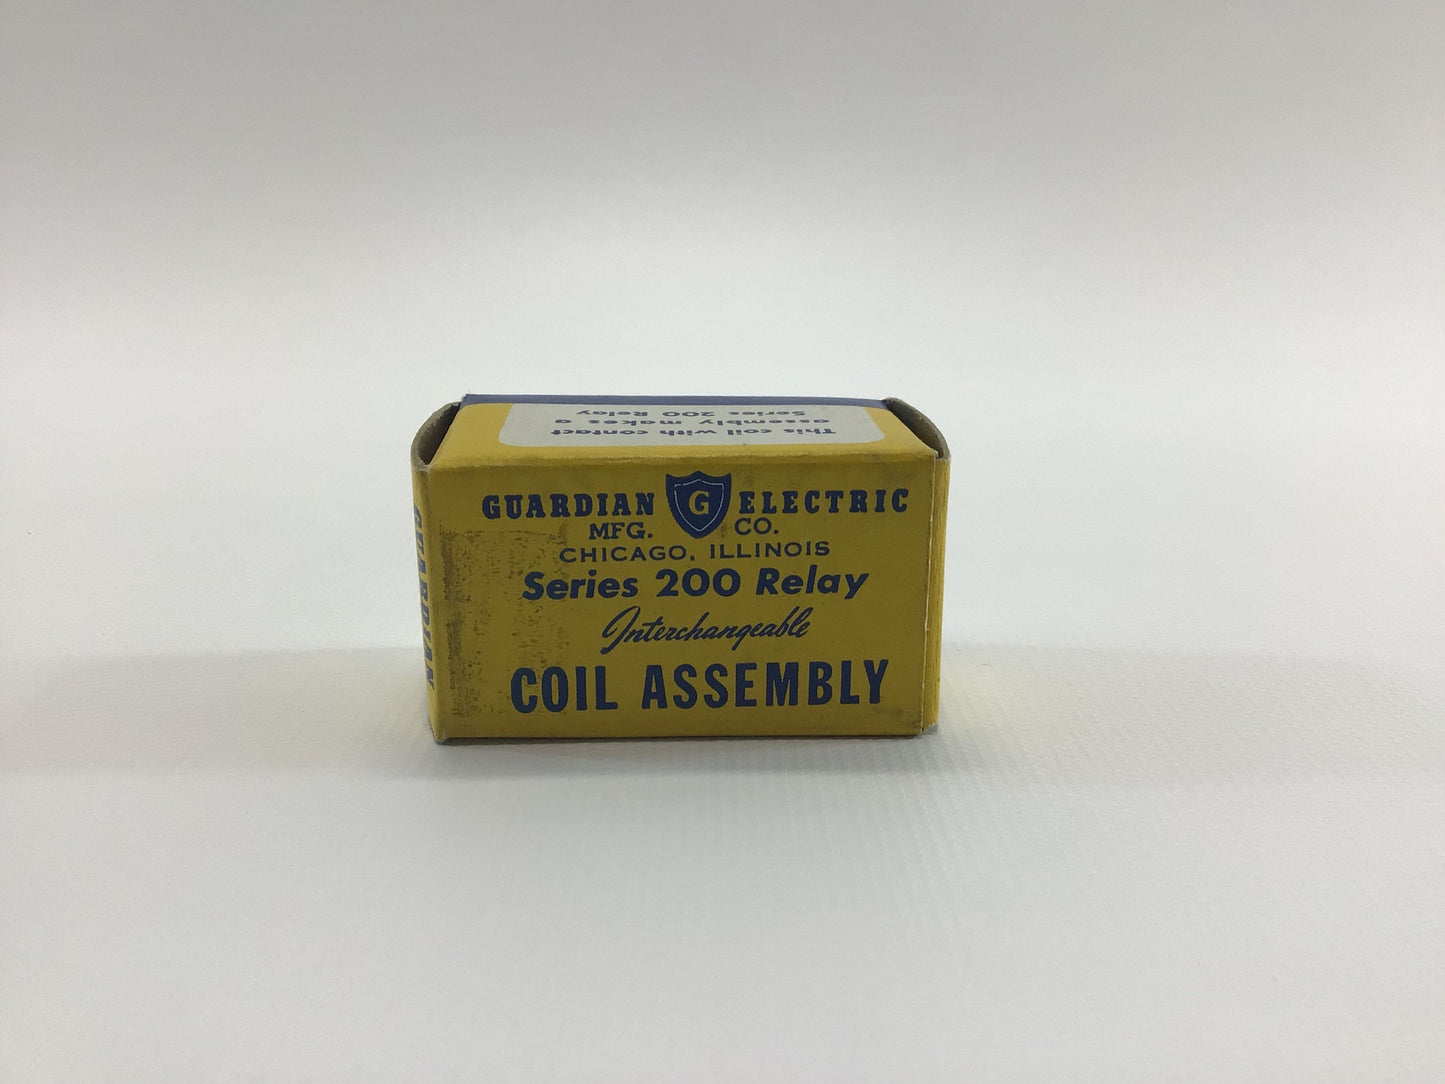 This coil with contact
assembly makes a
Series 200 Relay
GUARDIAN G ELECTRIC
MFG. CO.
CHICAGO, ILLINOIS
Series 200 Relay
Interchangeable
COIL ASSEMBLY
GUARDIAN